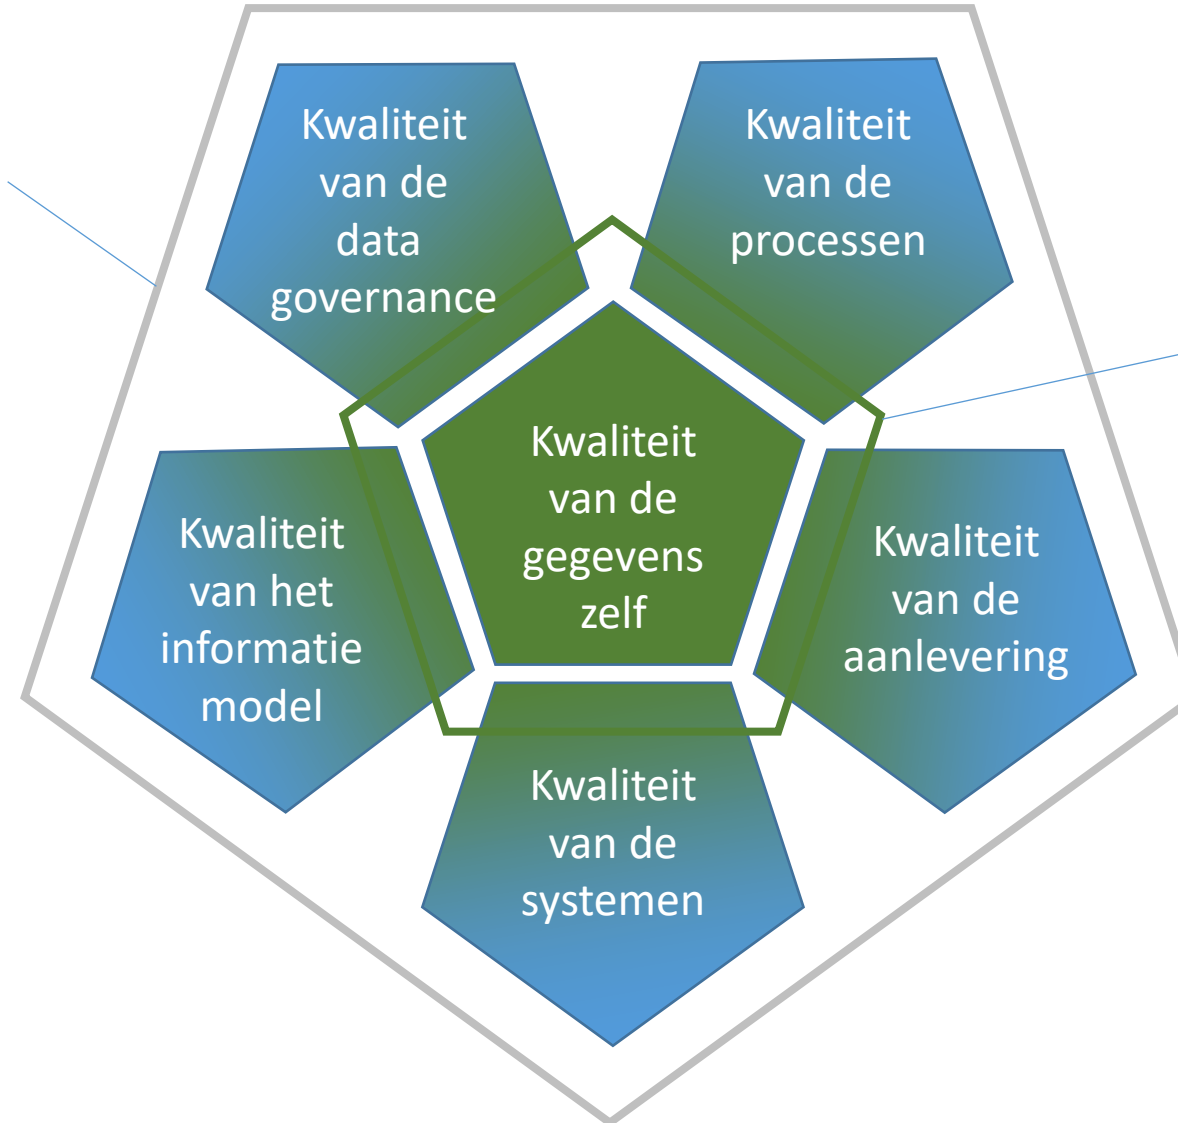 Kwaliteit
van de
data
governance
Kwaliteit
van de
processen
Kwaliteit
van de
gegevens
zelf
Kwaliteit
van het
informatie
model
Kwaliteit
van de
aanlevering
Kwaliteit
van de
systemen